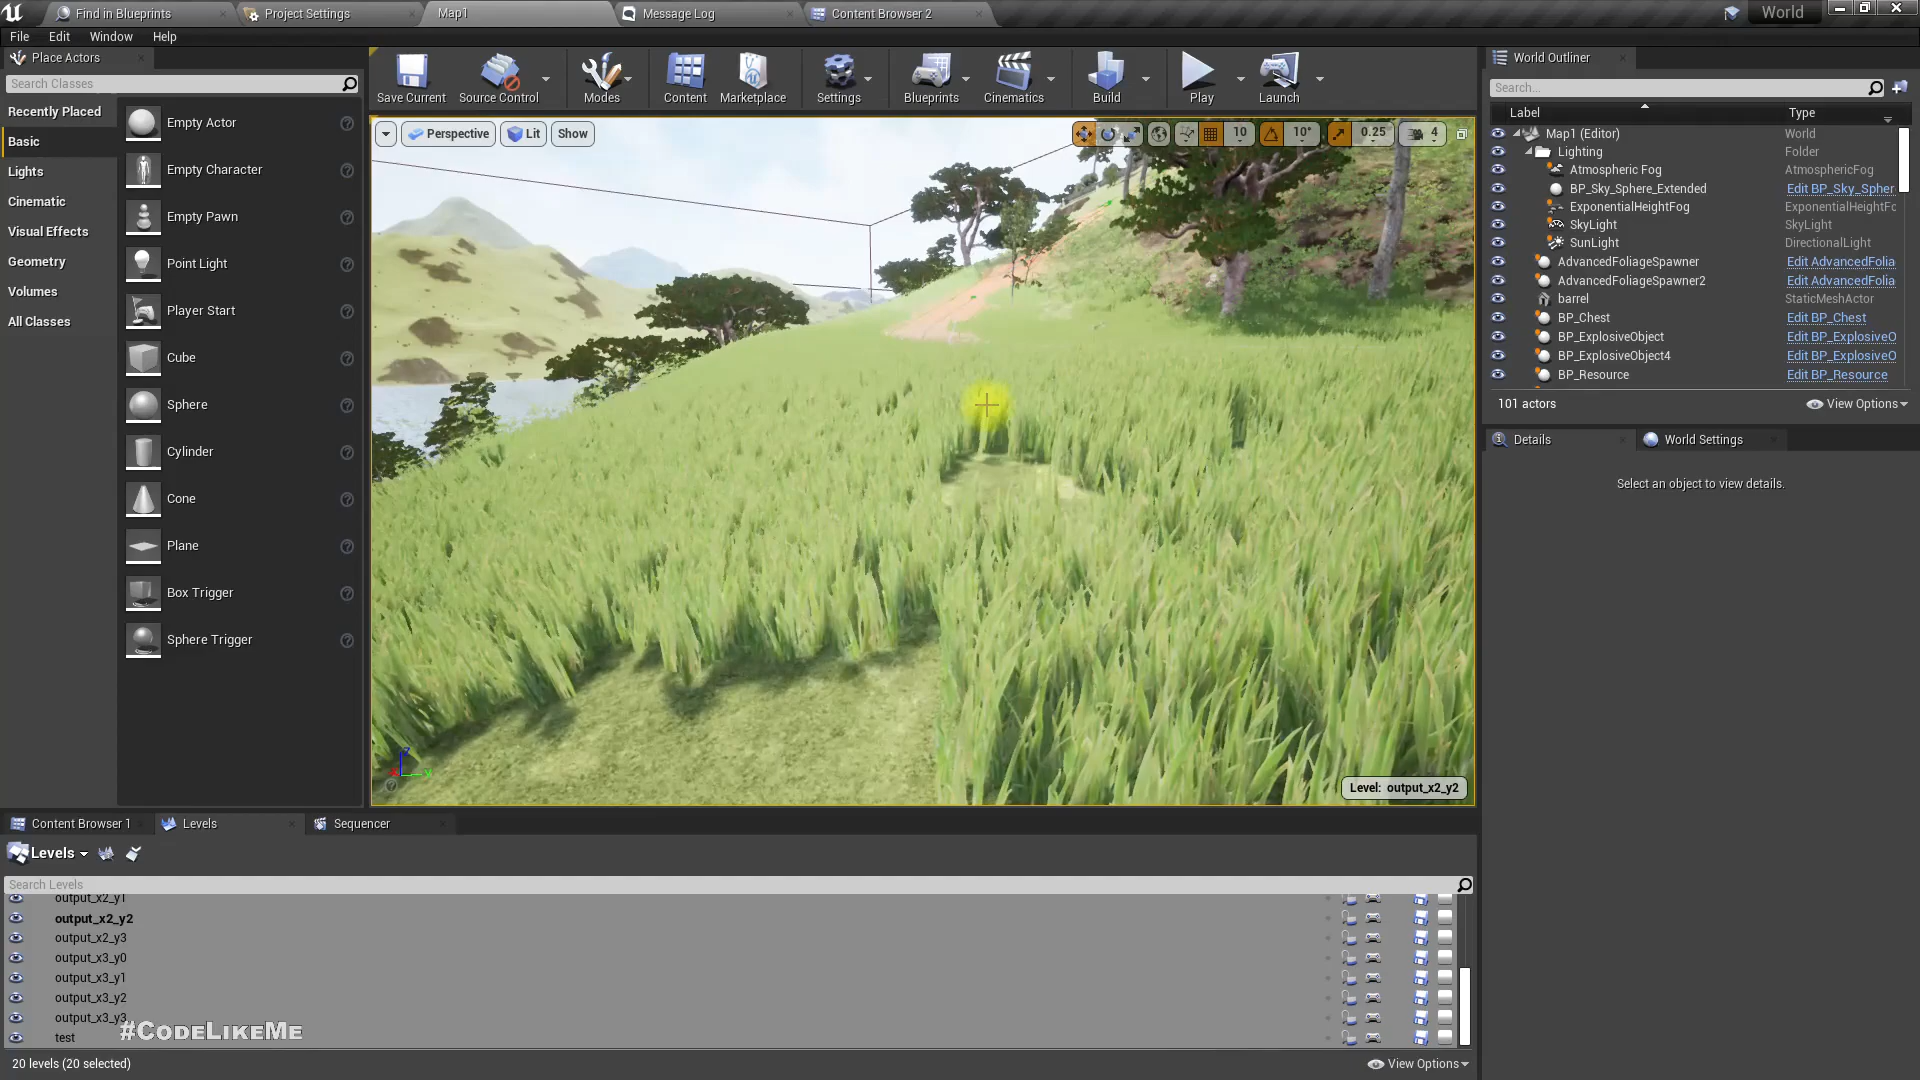 Find in Blueprints
Project Settings
Map1
Message Log
Content Browser 2
World
File
Edit
Window
Help
Place Actors
Search Classes
Recently Placed
Basic
Lights
Cinematic
Visual Effects
Geometry
Volumes
All Classes
Empty Actor
Empty Character
Empty Pawn
Point Light
Player Start
Cube
Sphere
Cylinder
Cone
Plane
Box Trigger
Sphere Trigger
Save Current
Source Control
Modes
Content
Marketplace
Settings
Blueprints
Cinematics
Build
Play
Launch
Perspective
Lit
Show
10
10°
0.25
4
Level: output_x2_y2
World Outliner
Search...
Label
Type
Map1 (Editor)
World
Lighting
Folder
Atmospheric Fog
AtmosphericFog
BP_Sky_Sphere_Extended
Edit BP_Sky_Spher
ExponentialHeightFog
ExponentialHeightFc
SkyLight
SkyLight
SunLight
DirectionalLight
AdvancedFoliageSpawner
Edit AdvancedFolia
AdvancedFoliageSpawner2
Edit AdvancedFolia
barrel
StaticMeshActor
BP_Chest
Edit BP_Chest
BP_ExplosiveObject
Edit BP_ExplosiveO
BP_ExplosiveObject4
Edit BP_ExplosiveO
BP_Resource
Edit BP_Resource
101 actors
View Options
Details
World Settings
Select an object to view details.
Content Browser 1
Levels
Sequencer
Levels
Search Levels
output_x2_y1
output_x2_y2
output_x2_y3
output_x3_y0
output_x3_y1
output_x3_y2
output_x3_y3
test
#CodeLikeMe
20 levels (20 selected)
View Options